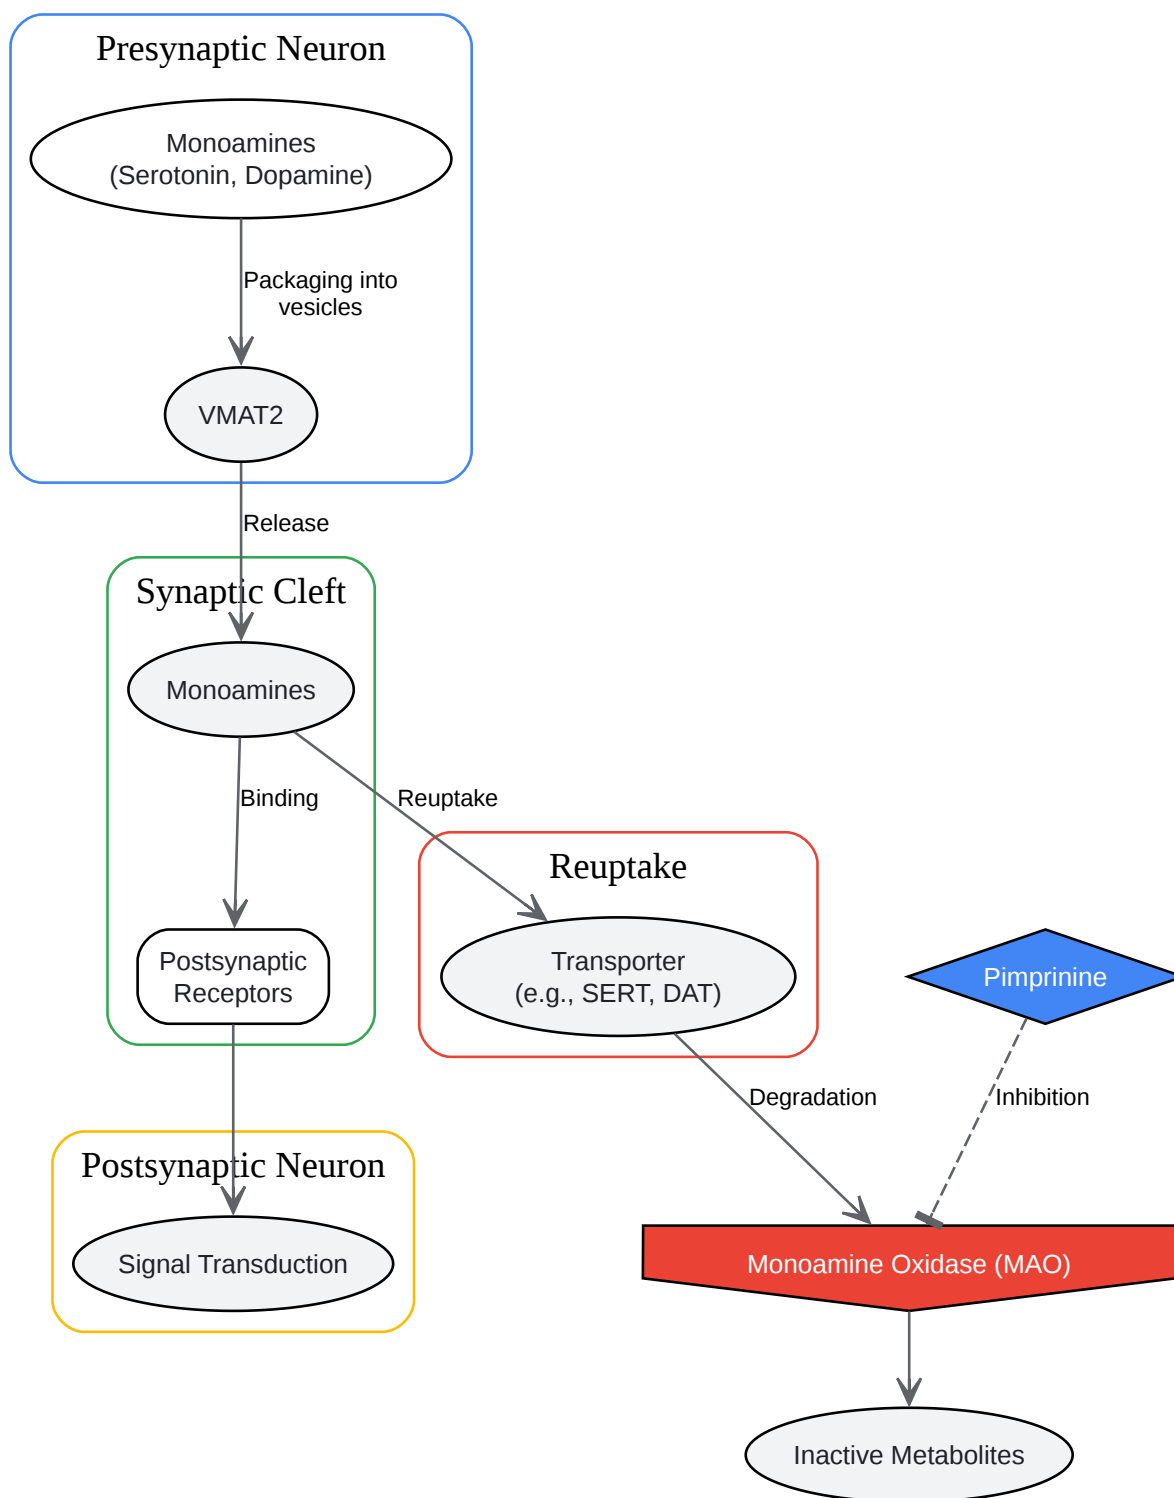 Presynaptic Neuron
Monoamines
(Serotonin, Dopamine)
Packaging into
vesicles
VMAT2
Release
Synaptic Cleft
Monoamines
Binding
Reuptake
Reuptake
Postsynaptic
Receptors
Transporter
(e.g., SERT, DAT)
Pimprinine
Degradation
Inhibition
Postsynaptic Neuron
Signal Transduction
Monoamine Oxidase (MAO)
Inactive Metabolites